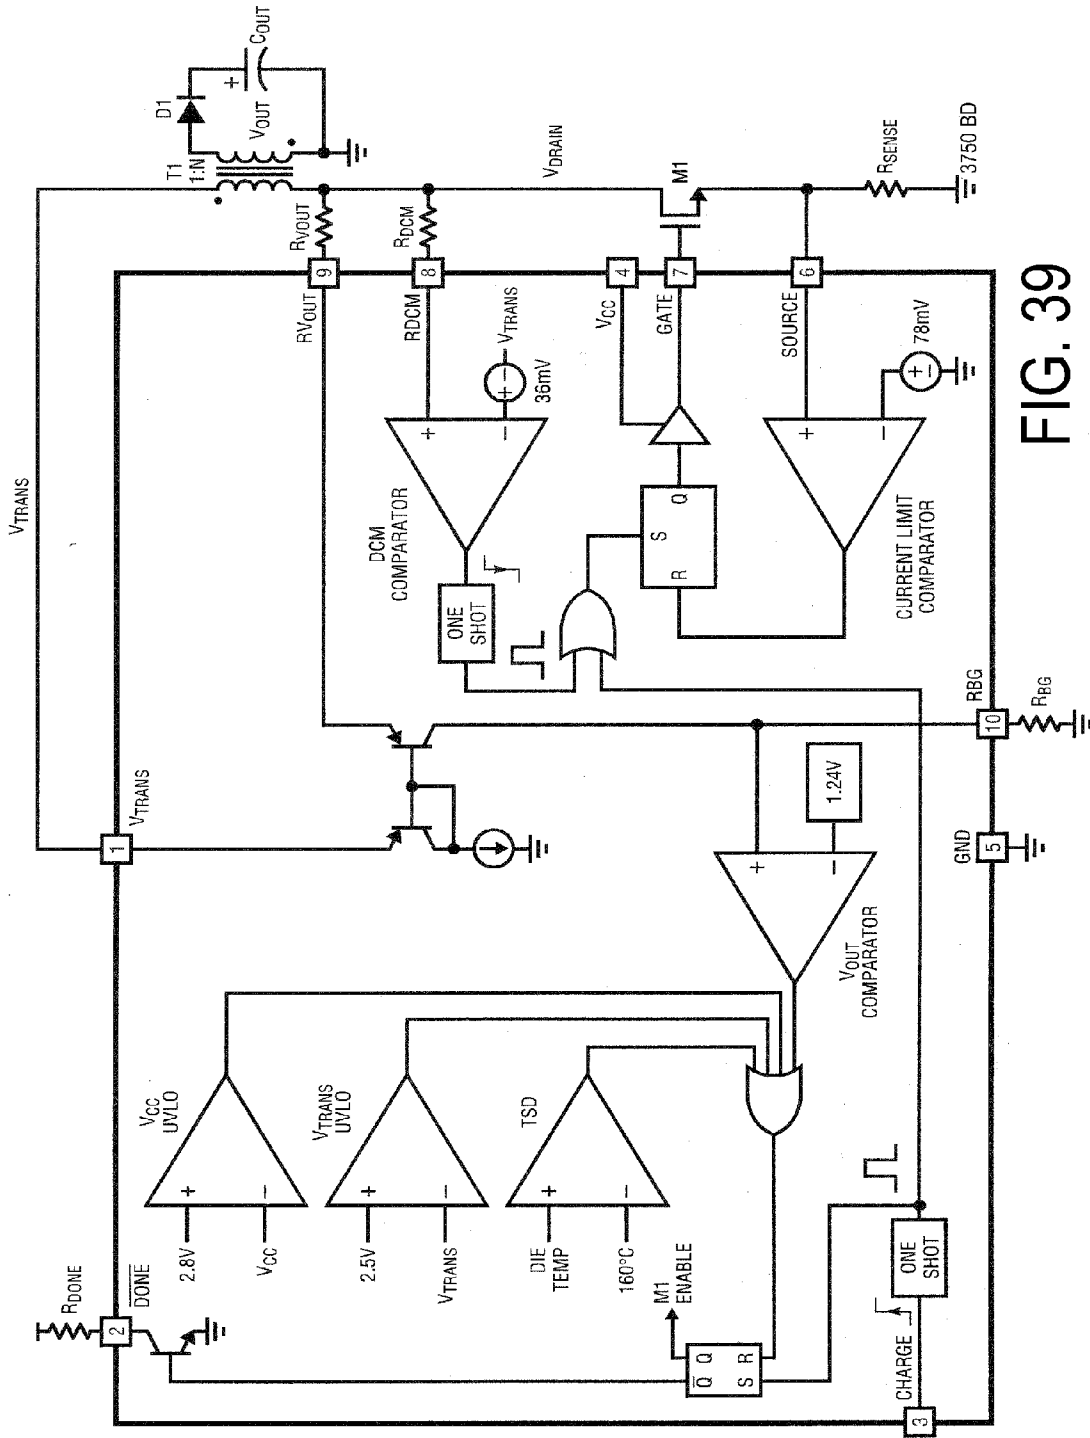 VTRANS
T1
1:N
D1
VOUT
+
COUT
1
VTRANS
RVOUT
9
RVOUT
RDCM
8
RDCM
VDRAIN
4
VCC
7
GATE
M1
6
SOURCE
RSENSE
3750 BD
DCM
COMPARATOR
+
−
+ −
VTRANS
36mV
ONE
SHOT
S
Q
R
+
−
+
−
78mV
CURRENT LIMIT
COMPARATOR
RBG
10
RBG
1.24V
GND
5
+
−
VOUT
COMPARATOR
RDONE
2
DONE
VCC
UVLO
+
−
2.8V
VCC
VTRANS
UVLO
+
−
2.5V
VTRANS
TSD
+
−
DIE
TEMP
160°C
M1
ENABLE
Q Q
S R
ONE
SHOT
CHARGE
3
FIG. 39